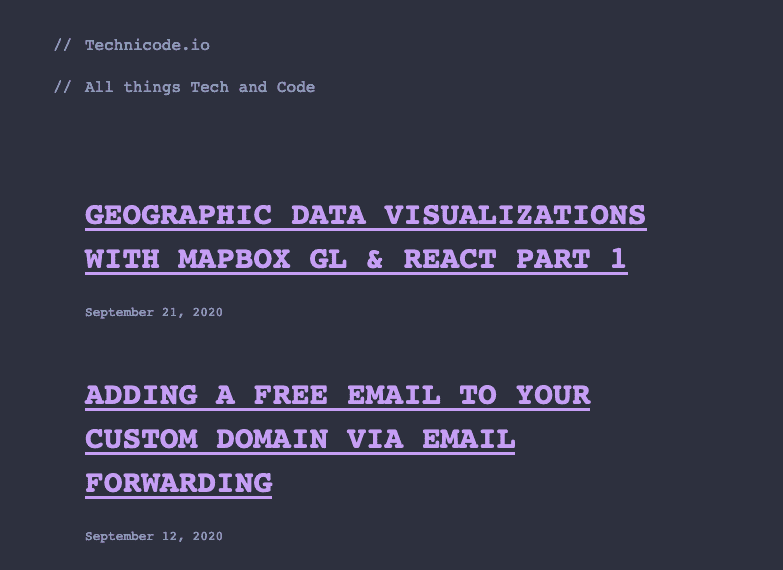 // Technicode.io
// All things Tech and Code
GEOGRAPHIC DATA VISUALIZATIONS
WITH MAPBOX GL & REACT PART 1
September 21, 2020
ADDING A FREE EMAIL TO YOUR
CUSTOM DOMAIN VIA EMAIL
FORWARDING
September 12, 2020